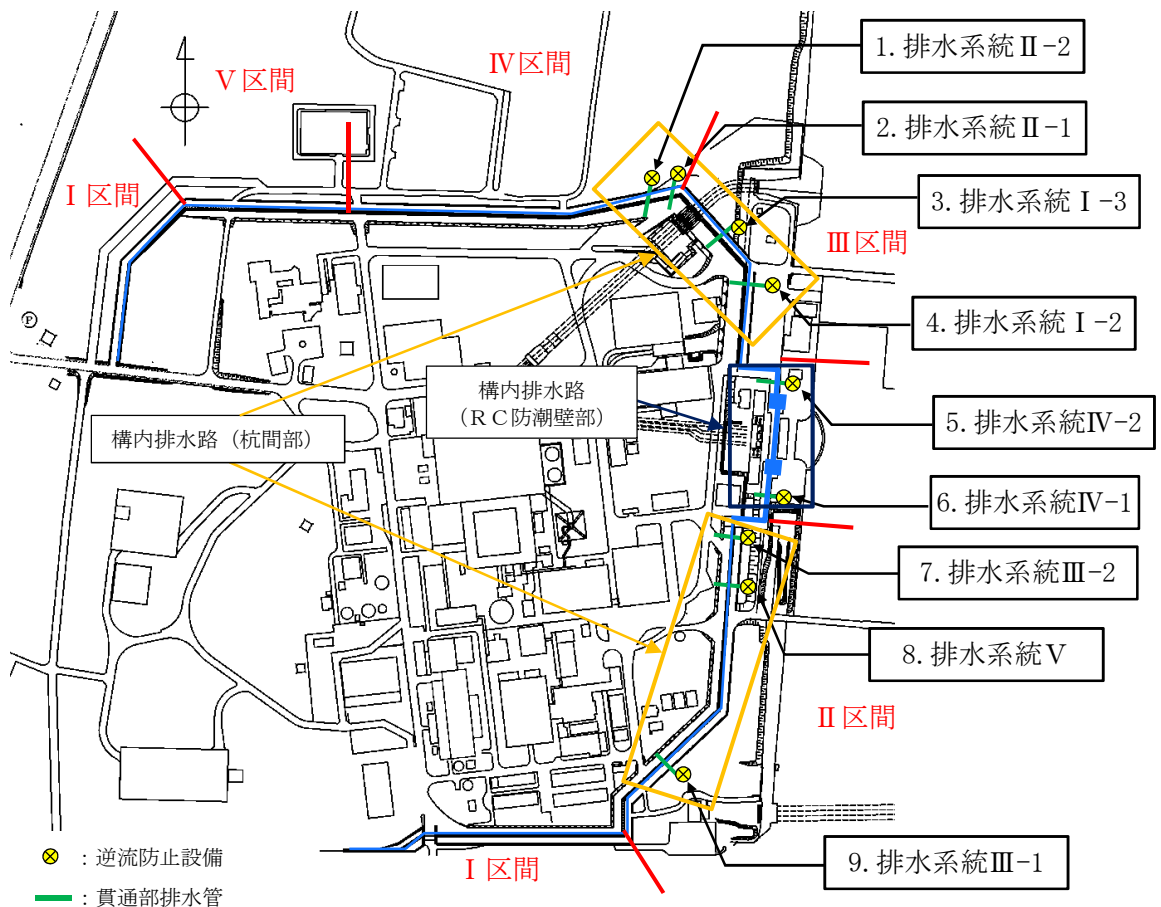 1.排水系統Ⅱ-2
Ⅳ区間
Ⅴ区間
2.排水系統Ⅱ-1
Ⅰ区間
3.排水系統Ⅰ-3
Ⅲ区間
4.排水系統Ⅰ-2
P
構内排水路
(RC防潮壁部)
5.排水系統Ⅳ-2
構内排水路(杭間部)
6.排水系統Ⅳ-1
7.排水系統Ⅲ-2
8.排水系統Ⅴ
Ⅱ区間
9.排水系統Ⅲ-1
Ⅰ区間
:逆流防止設備
:貫通部排水管